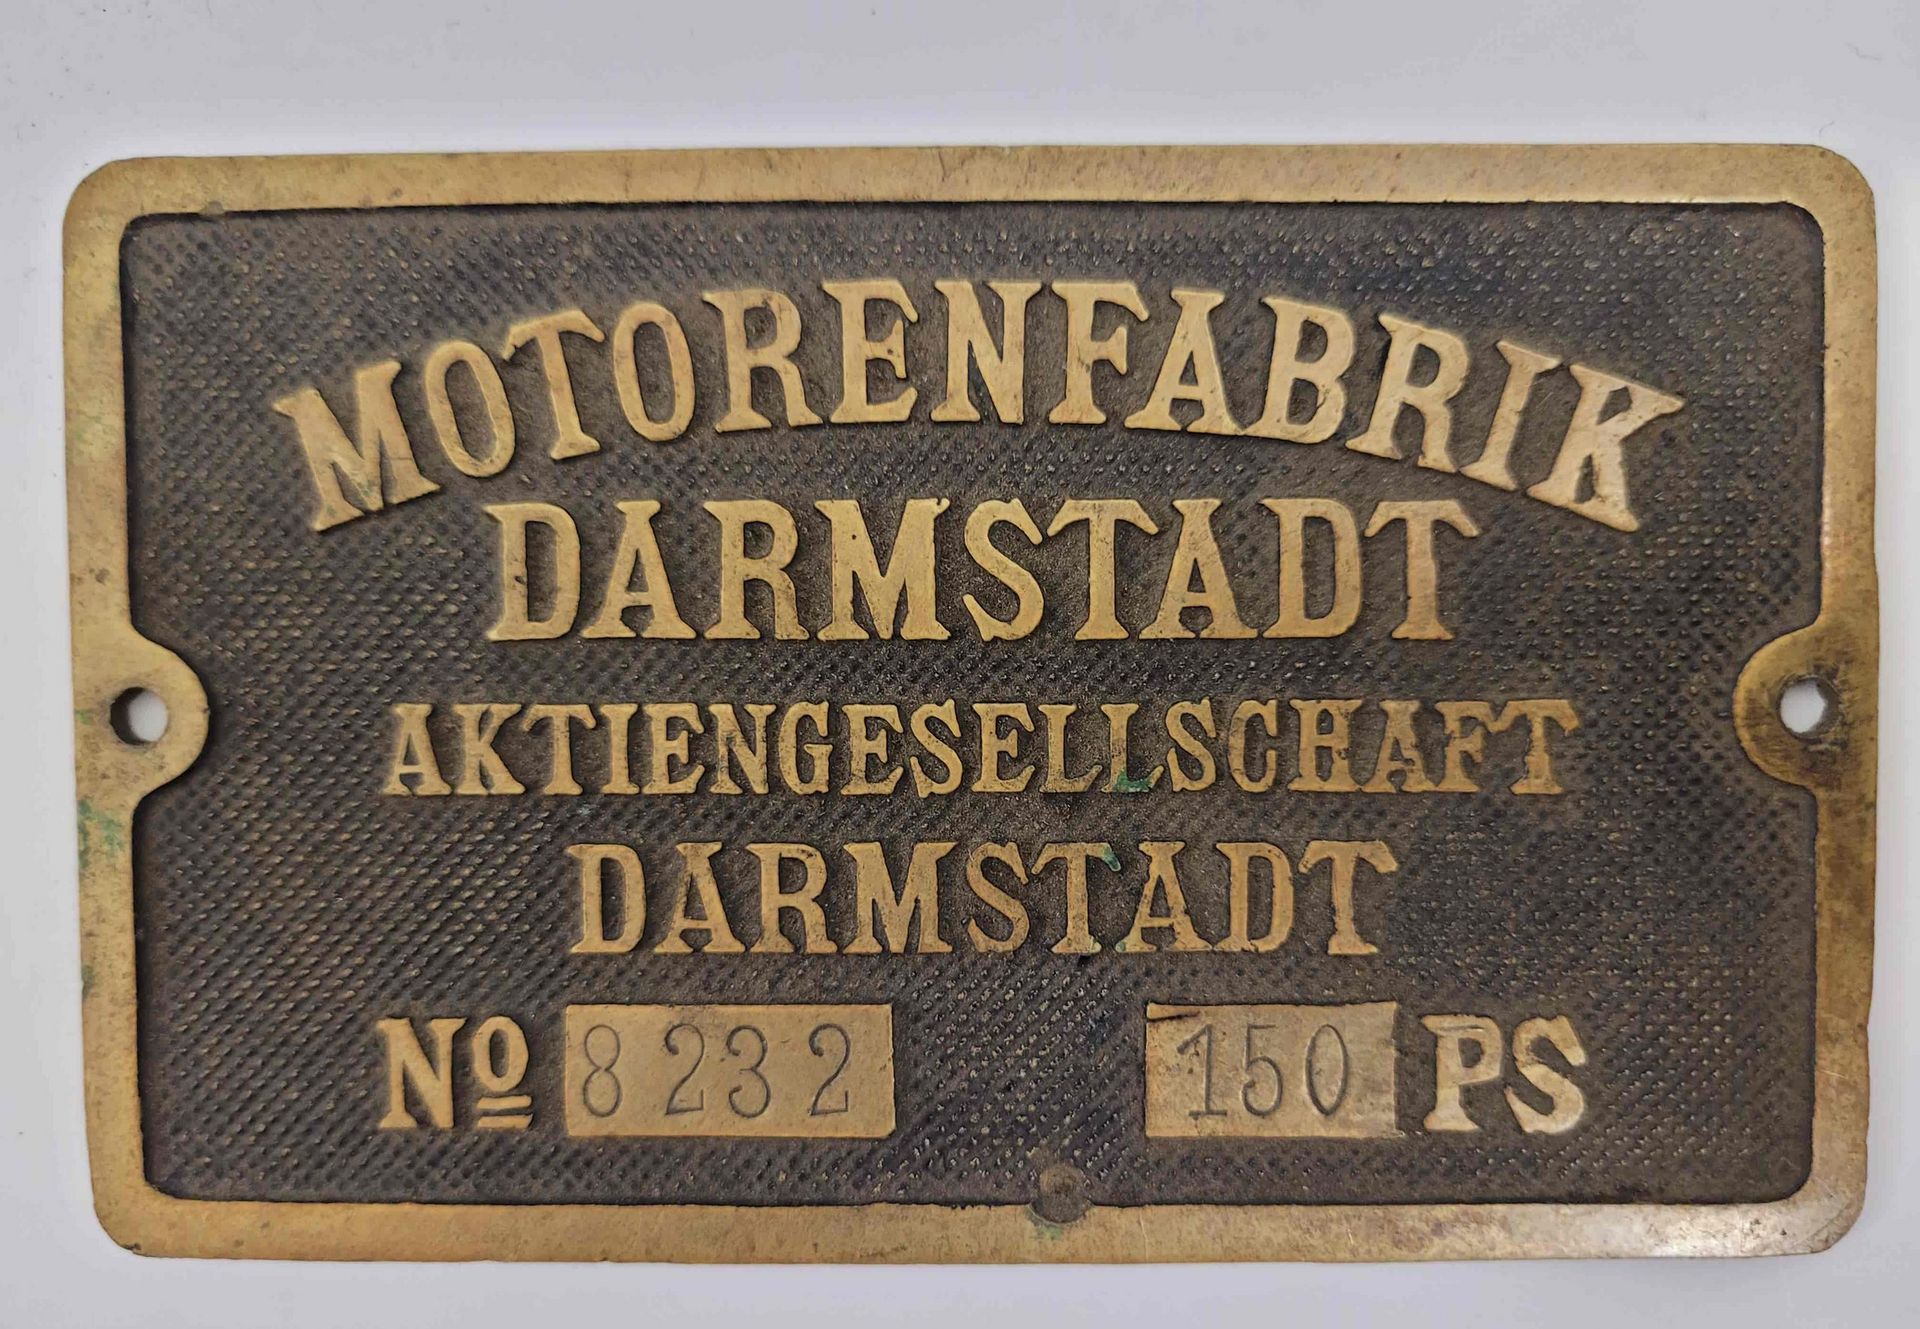 MOTORENFABRIK
DARMSTADT
AKTIENGESELLSCHAFT
DARMSTADT
No 8232 150 PS